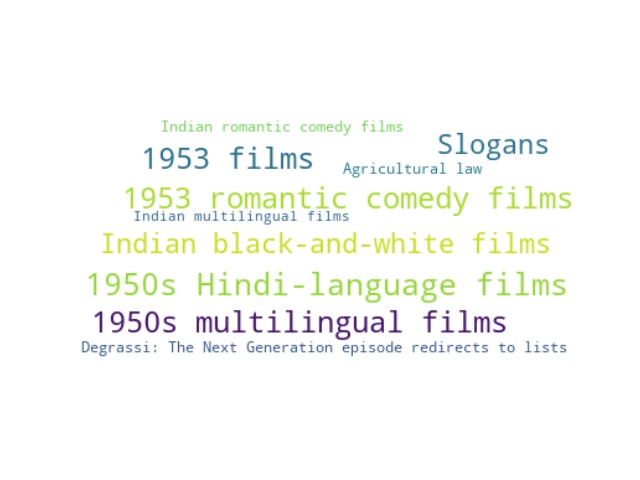 Indian romantic comedy films
Slogans
1953 films
Agricultural law
1953 romantic comedy films
Indian multilingual films
Indian black-and-white films
1950s Hindi-language films
1950s multilingual films
Degrassi: The Next Generation episode redirects to lists